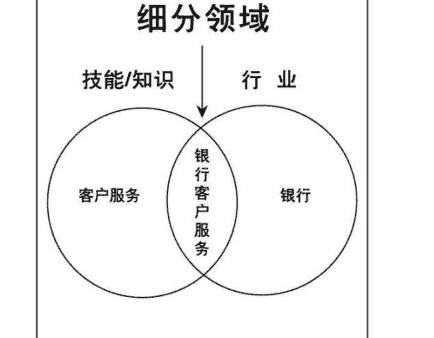 细分领域
技能/知识
行 业
客户服务
银行客户服务
银行